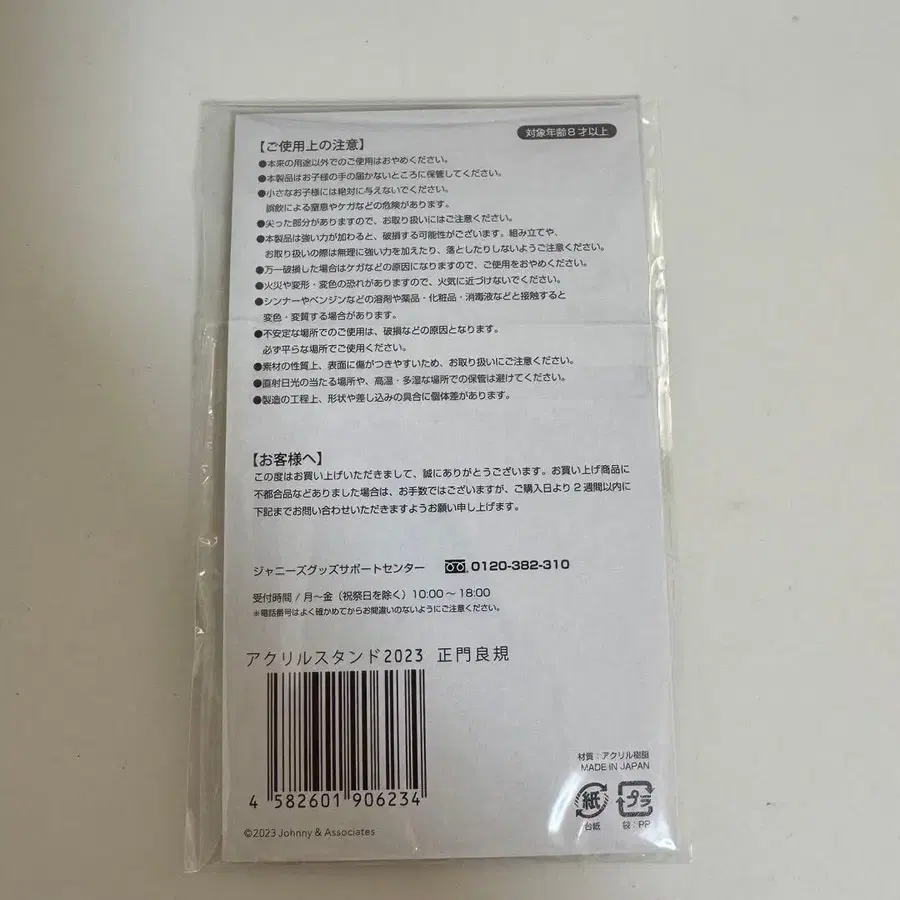 対象年齢8才以上
【ご使用上の注意】
●本来の用途以外でのご使用はおやめください。
●本製品はお子様の手の届かないところに保管してください。
●小さなお子様には絶対に与えないでください。
誤飲による窒息やケガなどの危険があります。
●尖った部分がありますので、お取り扱いにはご注意ください。
●本製品は強い力が加わると、破損する可能性がございます。組み立てや、
お取り扱いの際は無理に強い力を加えたり、落としたりしないようご注意ください。
●万一破損した場合はケガなどの原因になりますので、ご使用をおやめください。
●火災や変形・変色の恐れがありますので、火気に近づけないでください。
●シンナーやベンジンなどの溶剤や薬品・化粧品・消毒液などと接触すると
変色・変質する場合があります。
●不安定な場所でのご使用は、破損などの原因となります。
必ず平らな場所でご使用ください。
●素材の性質上、表面に傷がつきやすいため、お取り扱いにご注意ください。
●直射日光の当たる場所や、高温・多湿な場所での保管は避けてください。
●製造の工程上、形状や差し込みの具合に個体差があります。
【お客様へ】
この度はお買い上げいただきまして、誠にありがとうございます。お買い上げ商品に
不都合品などありました場合は、お手数ではございますが、ご購入日より2週間以内に
下記までお問い合わせいただきますようお願い申し上げます。
ジャニーズグッズサポートセンター 0120-382-310
受付時間 / 月~金(祝祭日を除く) 10:00~18:00
※電話番号はよく確かめてからお間違いのないようにご注意ください。
アクリルスタンド2023 正門良規
4 582601 906234
©2023 Johnny & Associates
材質:アクリル樹脂
MADE IN JAPAN
紙 プラ
台紙 袋:PP